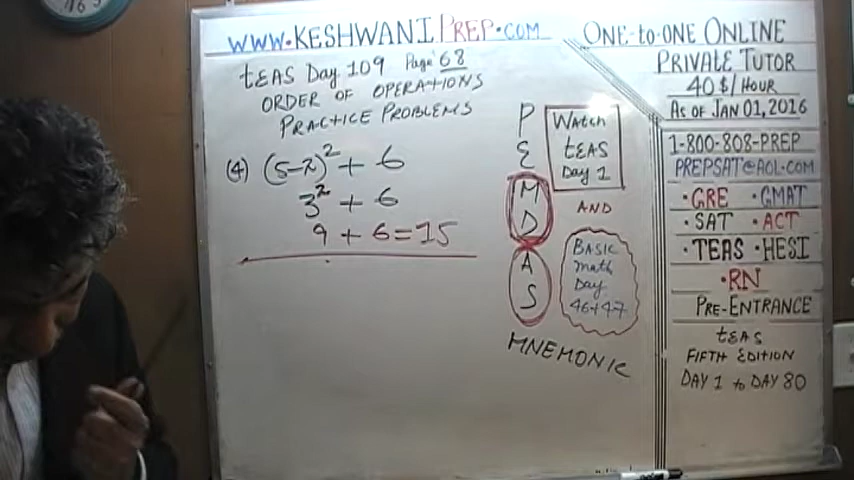 www.KESHWANIPREP.COM
tEAS Day 109 Page 68
ORDER OF OPERATIONS
PRACTICE PROBLEMS
(4) (5-2)² + 6
3² + 6
9 + 6 = 15
P
E
M
D
A
S
MNEMONIC
Watch
tEAS
Day 1
AND
BASIC
math
Day
46+47
ONE-to-ONE ONLINE
PRIVATE TUTOR
40$/HOUR
AS OF JAN 01, 2016
1-800-808-PREP
PREPSAT@AOL.COM
•GRE •GMAT
•SAT •ACT
•TEAS •HESI
•RN
PRE-ENTRANCE
tEAS
FIFTH EDITION
DAY 1 to DAY 80